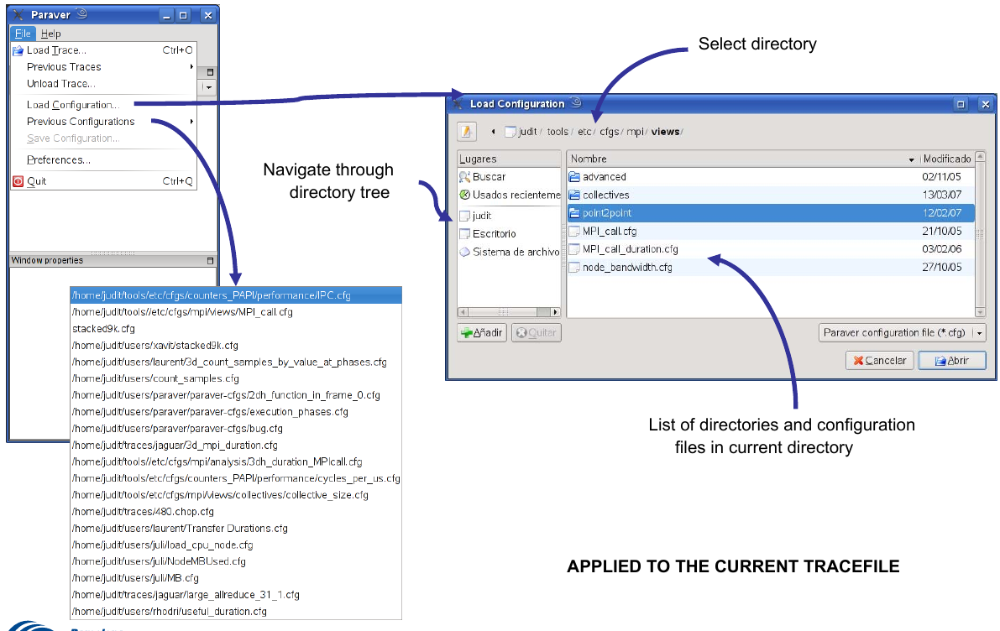 Paraver
File Help
Load Trace... Ctrl+O
Previous Traces
Unload Trace...
Load Configuration...
Previous Configurations
Save Configuration...
Preferences...
Quit Ctrl+Q
Window properties
/home/judit/tools/etc/cfgs/counters_PAPI/performance/IPC.cfg
/home/judit/tools//etc/cfgs/mpi/views/MPI_call.cfg
stacked9k.cfg
/home/judit/users/xavit/stacked9k.cfg
/home/judit/users/laurent/3d_count_samples_by_value_at_phases.cfg
/home/judit/users/count_samples.cfg
/home/judit/users/paraver/paraver-cfgs/2dh_function_in_frame_0.cfg
/home/judit/users/paraver/paraver-cfgs/execution_phases.cfg
/home/judit/users/paraver/paraver-cfgs/bug.cfg
/home/judit/traces/jaguar/3d_mpi_duration.cfg
/home/judit/tools//etc/cfgs/mpi/analysis/3dh_duration_MPIcall.cfg
/home/judit/tools/etc/cfgs/counters_PAPI/performance/cycles_per_us.cfg
/home/judit/tools/etc/cfgs/mpi/views/collectives/collective_size.cfg
/home/judit/traces/480.chop.cfg
/home/judit/users/laurent/Transfer Durations.cfg
/home/judit/users/juli/load_cpu_node.cfg
/home/judit/users/juli/NodeMBUsed.cfg
/home/judit/users/juli/MB.cfg
/home/judit/traces/jaguar/large_allreduce_31_1.cfg
/home/judit/users/rhodri/useful_duration.cfg
Select directory
Navigate through
directory tree
Load Configuration
judit / tools / etc / cfgs / mpi / views /
Lugares
Buscar
Usados recienteme
judit
Escritorio
Sistema de archivo
Añadir Quitar
Nombre Modificado
advanced 02/11/05
collectives 13/03/07
point2point 12/02/07
MPI_call.cfg 21/10/05
MPI_call_duration.cfg 03/02/06
node_bandwidth.cfg 27/10/05
Paraver configuration file (*.cfg)
Cancelar Abrir
List of directories and configuration
files in current directory
APPLIED TO THE CURRENT TRACEFILE